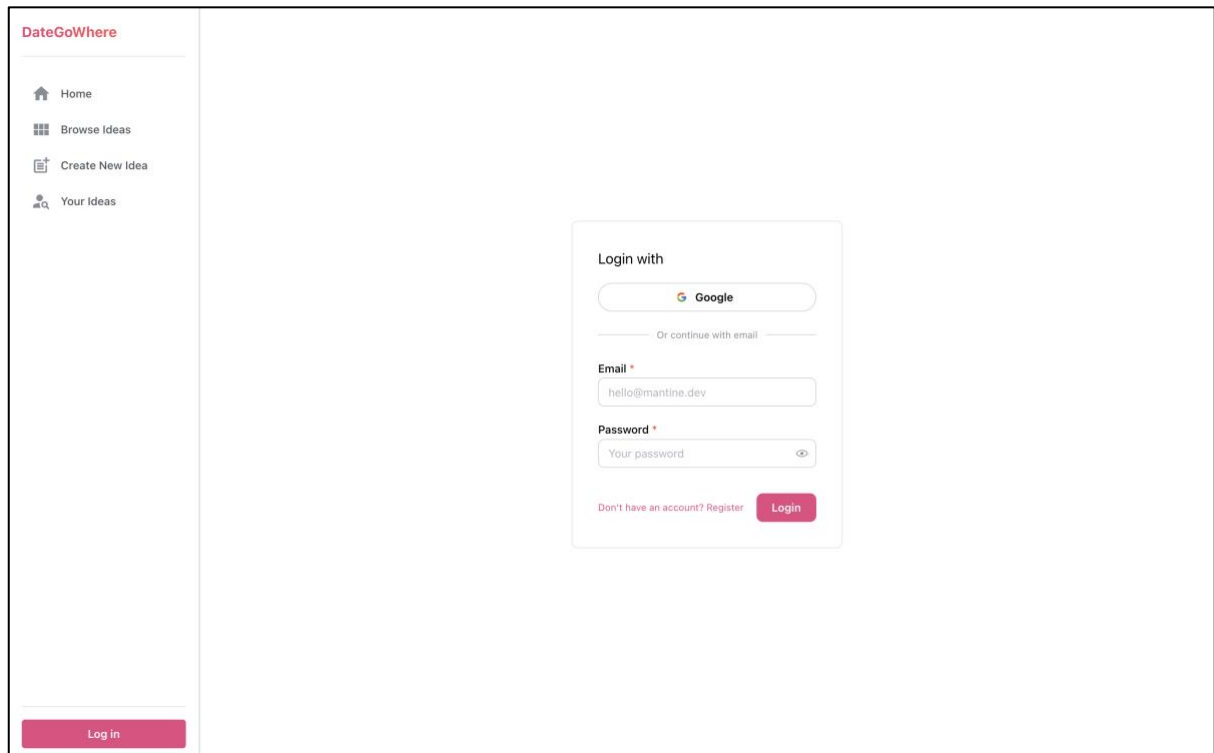 DateGoWhere
Home
Browse Ideas
Create New Idea
Your Ideas
Log in
Login with
Google
Or continue with email
Email *
hello@mantine.dev
Password *
Your password
Don't have an account? Register
Login